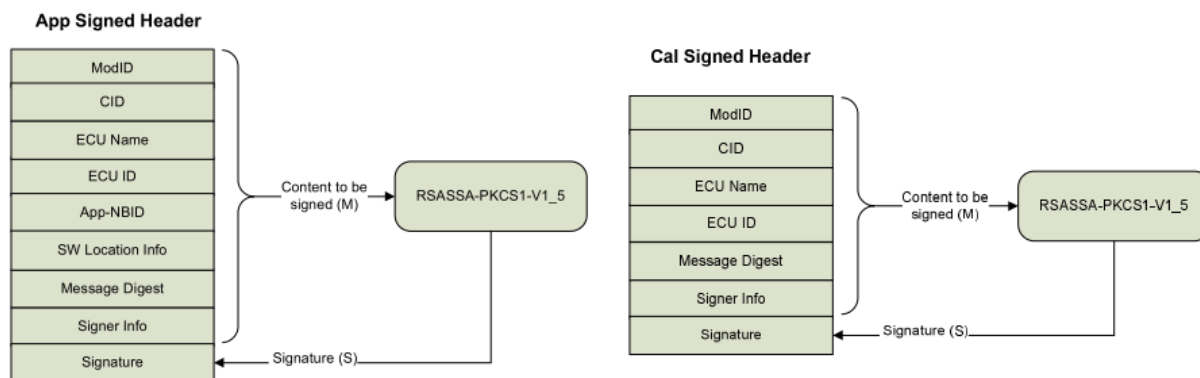 App Signed Header
ModID
CID
ECU Name
ECU ID
App-NBID
SW Location Info
Message Digest
Signer Info
Signature
Content to be
signed (M)
RSASSA-PKCS1-V1_5
Signature (S)
Cal Signed Header
ModID
CID
ECU Name
ECU ID
Message Digest
Signer Info
Signature
Content to be
signed (M)
RSASSA-PKCS1-V1_5
Signature (S)